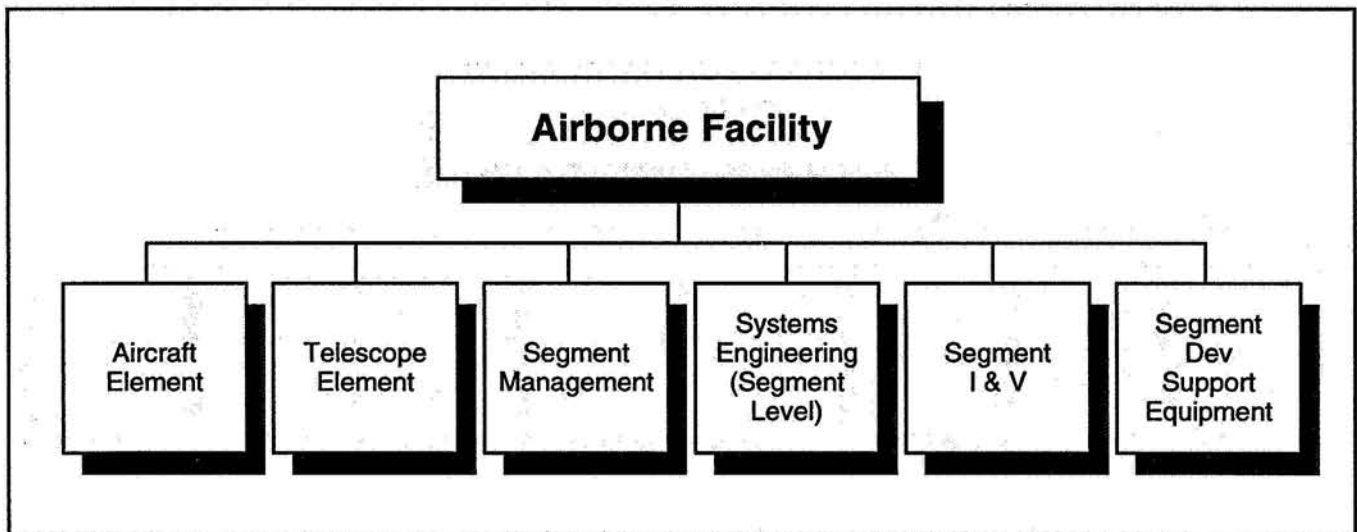 Airborne Facility
Aircraft
Element
Telescope
Element
Segment
Management
Systems
Engineering
(Segment
Level)
Segment
I & V
Segment
Dev
Support
Equipment